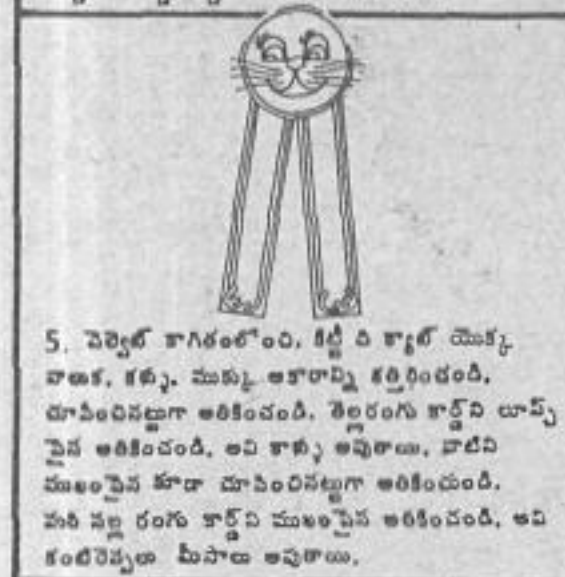 5. వెల్వెట్ కాగితంలోంచి, కిట్టీ ది క్యాట్ యొక్క
నాలుక, కళ్ళు, ముక్కు ఆకారాన్ని కత్తిరించండి.
చూపించినట్టుగా అతికించండి. తెల్లరంగు కార్డ్‌ని లూప్స్
పైన అతికించండి, అవి కాళ్ళు అవుతాయి, వాటిని
ముఖంపైన కూడా చూపించినట్టుగా అతికించండి.
మరి నల్ల రంగు కార్డ్‌ని ముఖంపైన అతికించండి, అవి
కంటిరెప్పలు మీసాలు అవుతాయి.